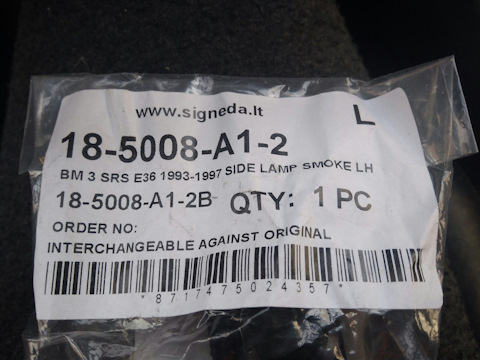 www.signeda.lt
L
18-5008-A1-2
BM 3 SRS E36 1993-1997 SIDE LAMP SMOKE LH
18-5008-A1-2B QTY: 1 PC
ORDER NO:
INTERCHANGEABLE AGAINST ORIGINAL
*8717475024357*